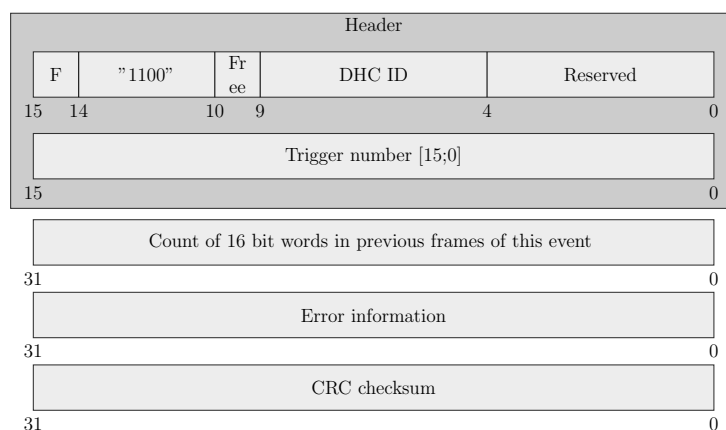 Header
F ”1100” Fr
ee DHC ID Reserved
15 14 10 9 4 0
Trigger number [15;0]
15 0
Count of 16 bit words in previous frames of this event
31 0
Error information
31 0
CRC checksum
31 0